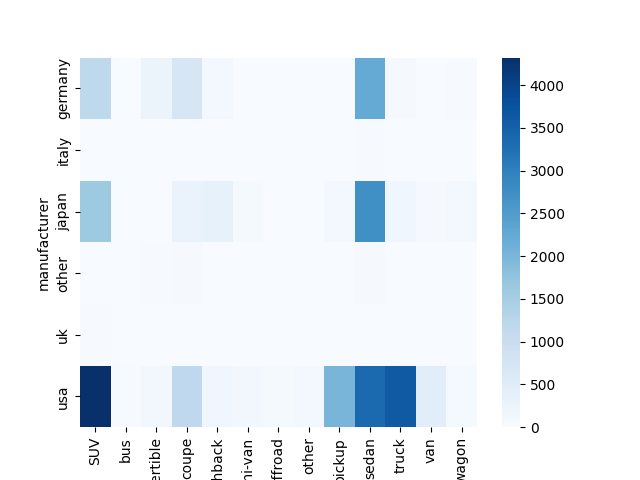 manufacturer
germany
italy
japan
other
uk
usa
SUV
bus
ertible
coupe
hback
ni-van
ffroad
other
pickup
sedan
truck
van
wagon
4000
3500
3000
2500
2000
1500
1000
500
0